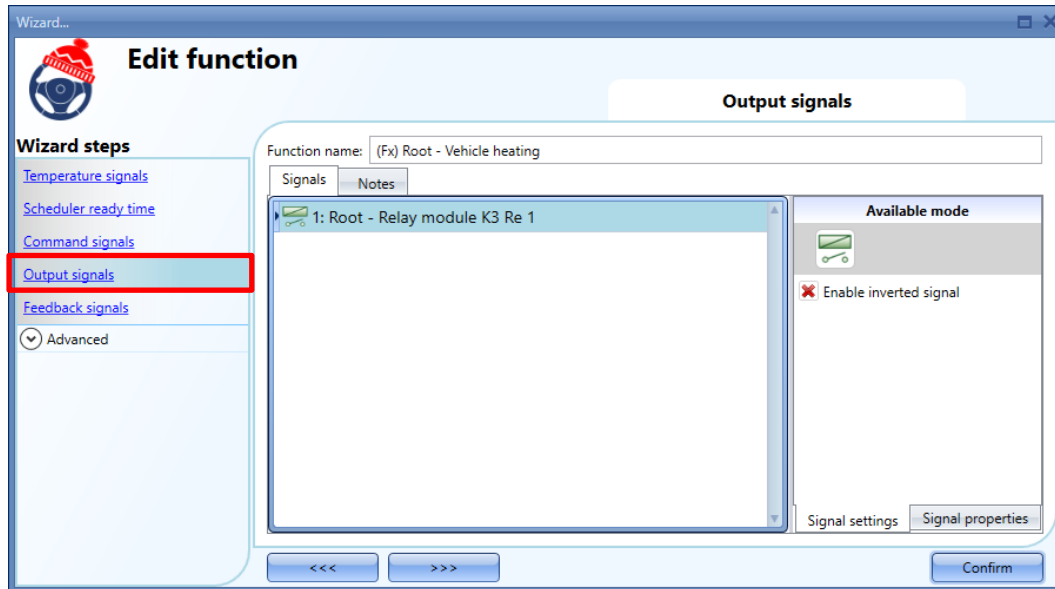 Wizard...
Edit function
Output signals
Wizard steps
Temperature signals
Scheduler ready time
Command signals
Output signals
Feedback signals
Advanced
Function name: (Fx) Root - Vehicle heating
Signals Notes
1: Root - Relay module K3 Re 1
Available mode
Enable inverted signal
Signal settings Signal properties
<<< >>> Confirm